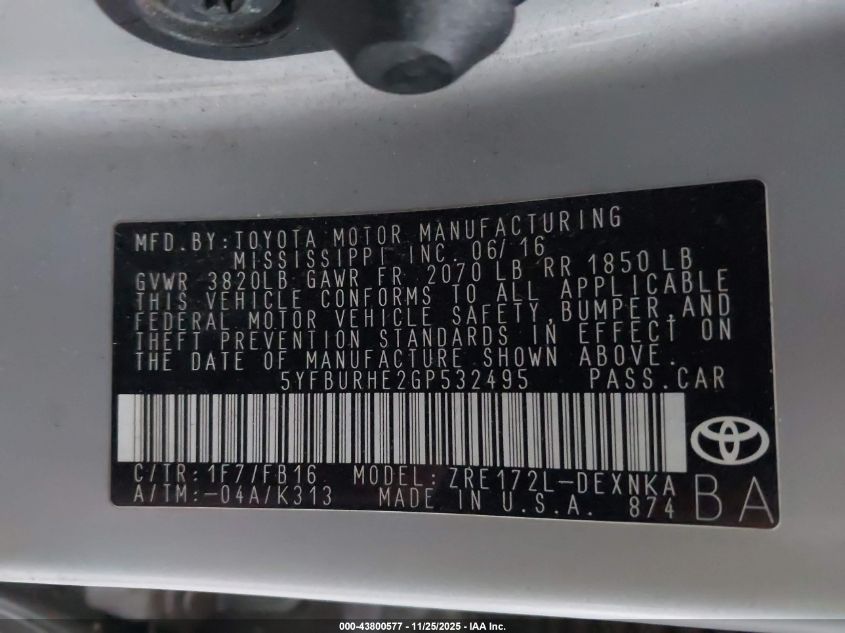 MFD. BY: TOYOTA MOTOR MANUFACTURING
MISSISSIPPI INC. 06/16
GVWR 3820LB GAWR FR 2070 LB RR 1850 LB
THIS VEHICLE CONFORMS TO ALL APPLICABLE
FEDERAL MOTOR VEHICLE SAFETY, BUMPER, AND
THEFT PREVENTION STANDARDS IN EFFECT ON
THE DATE OF MANUFACTURE SHOWN ABOVE.
5YFBURHE2GP532495 PASS. CAR
C/TR: 1F7/FB16 MODEL: ZRE172L-DEXNKA
A/TM:-04A/K313 MADE IN U.S.A. 874
BA
000-43800577 - 11/25/2025 - IAA Inc.